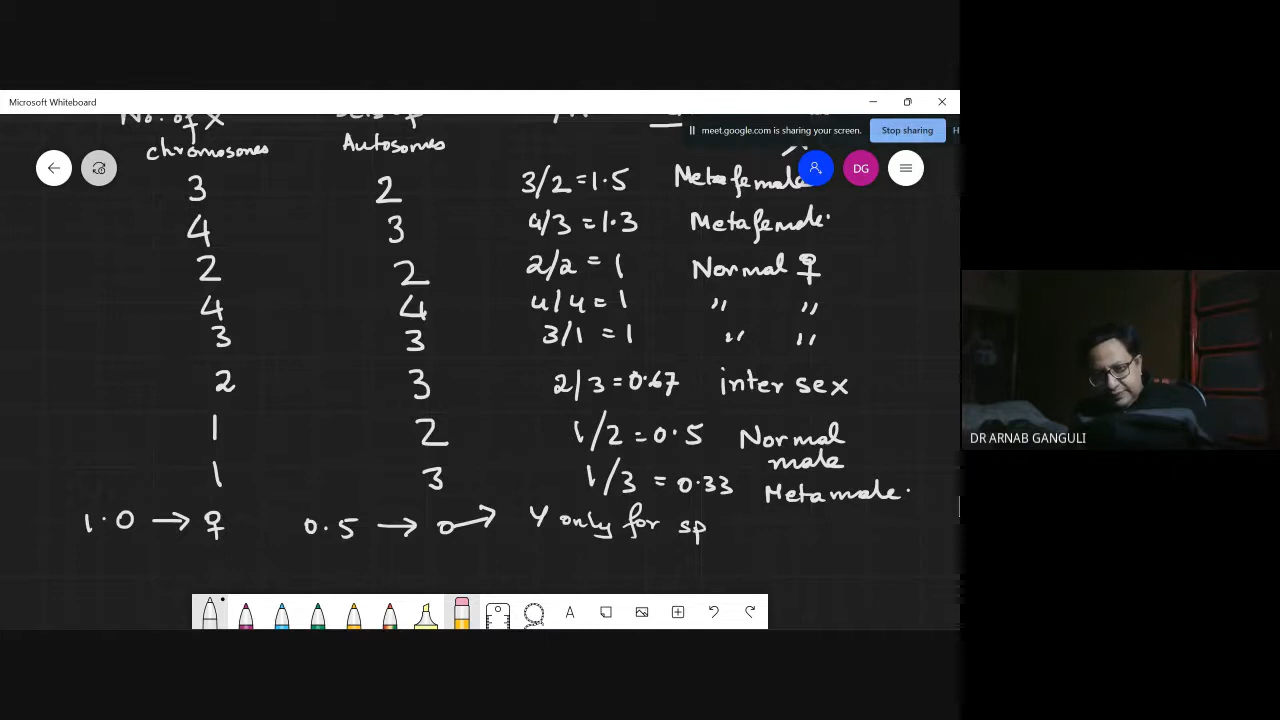 Microsoft Whiteboard
meet.google.com is sharing your screen. Stop sharing H
No. of X
chromosomes
Sets of
Autosomes
DG
3 2 3/2 = 1.5 Metafemale
4 3 4/3 = 1.3 Metafemale.
2 2 2/2 = 1 Normal ♀
4 4 4/4 = 1 " "
3 3 3/1 = 1 " "
2 3 2/3 = 0.67 inter sex
1 2 1/2 = 0.5 Normal
male
1 3 1/3 = 0.33 Metamale.
1.0 → ♀ 0.5 → ♂ Y only for sp
A
DR ARNAB GANGULI